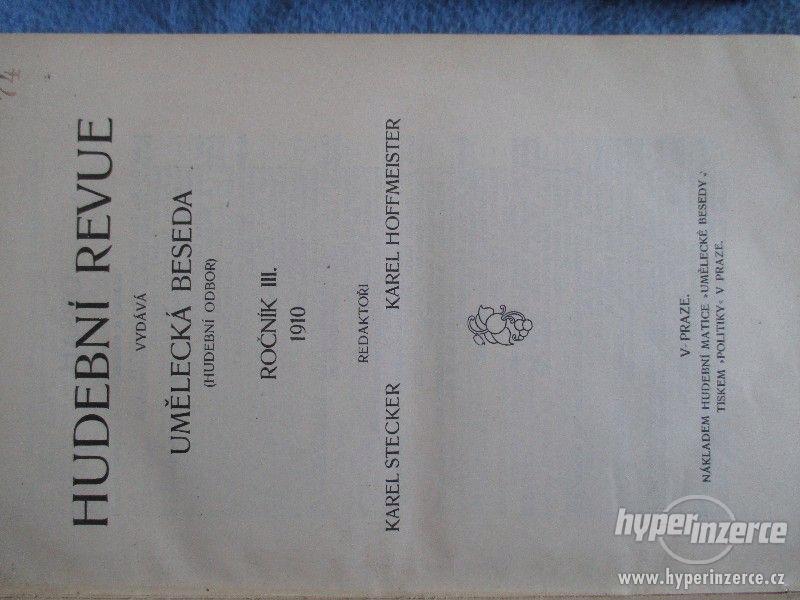 74
HUDEBNÍ REVUE
VYDÁVÁ
UMĚLECKÁ BESEDA
(HUDEBNÍ ODBOR)
ROČNÍK III.
1910
REDAKTOŘI
KAREL STECKER KAREL HOFFMEISTER
V PRAZE.
NÁKLADEM HUDEBNÍ MATICE »UMĚLECKÉ BESEDY«
TISKEM »POLITIKY« V PRAZE.
hyperinzerce
www.hyperinzerce.cz